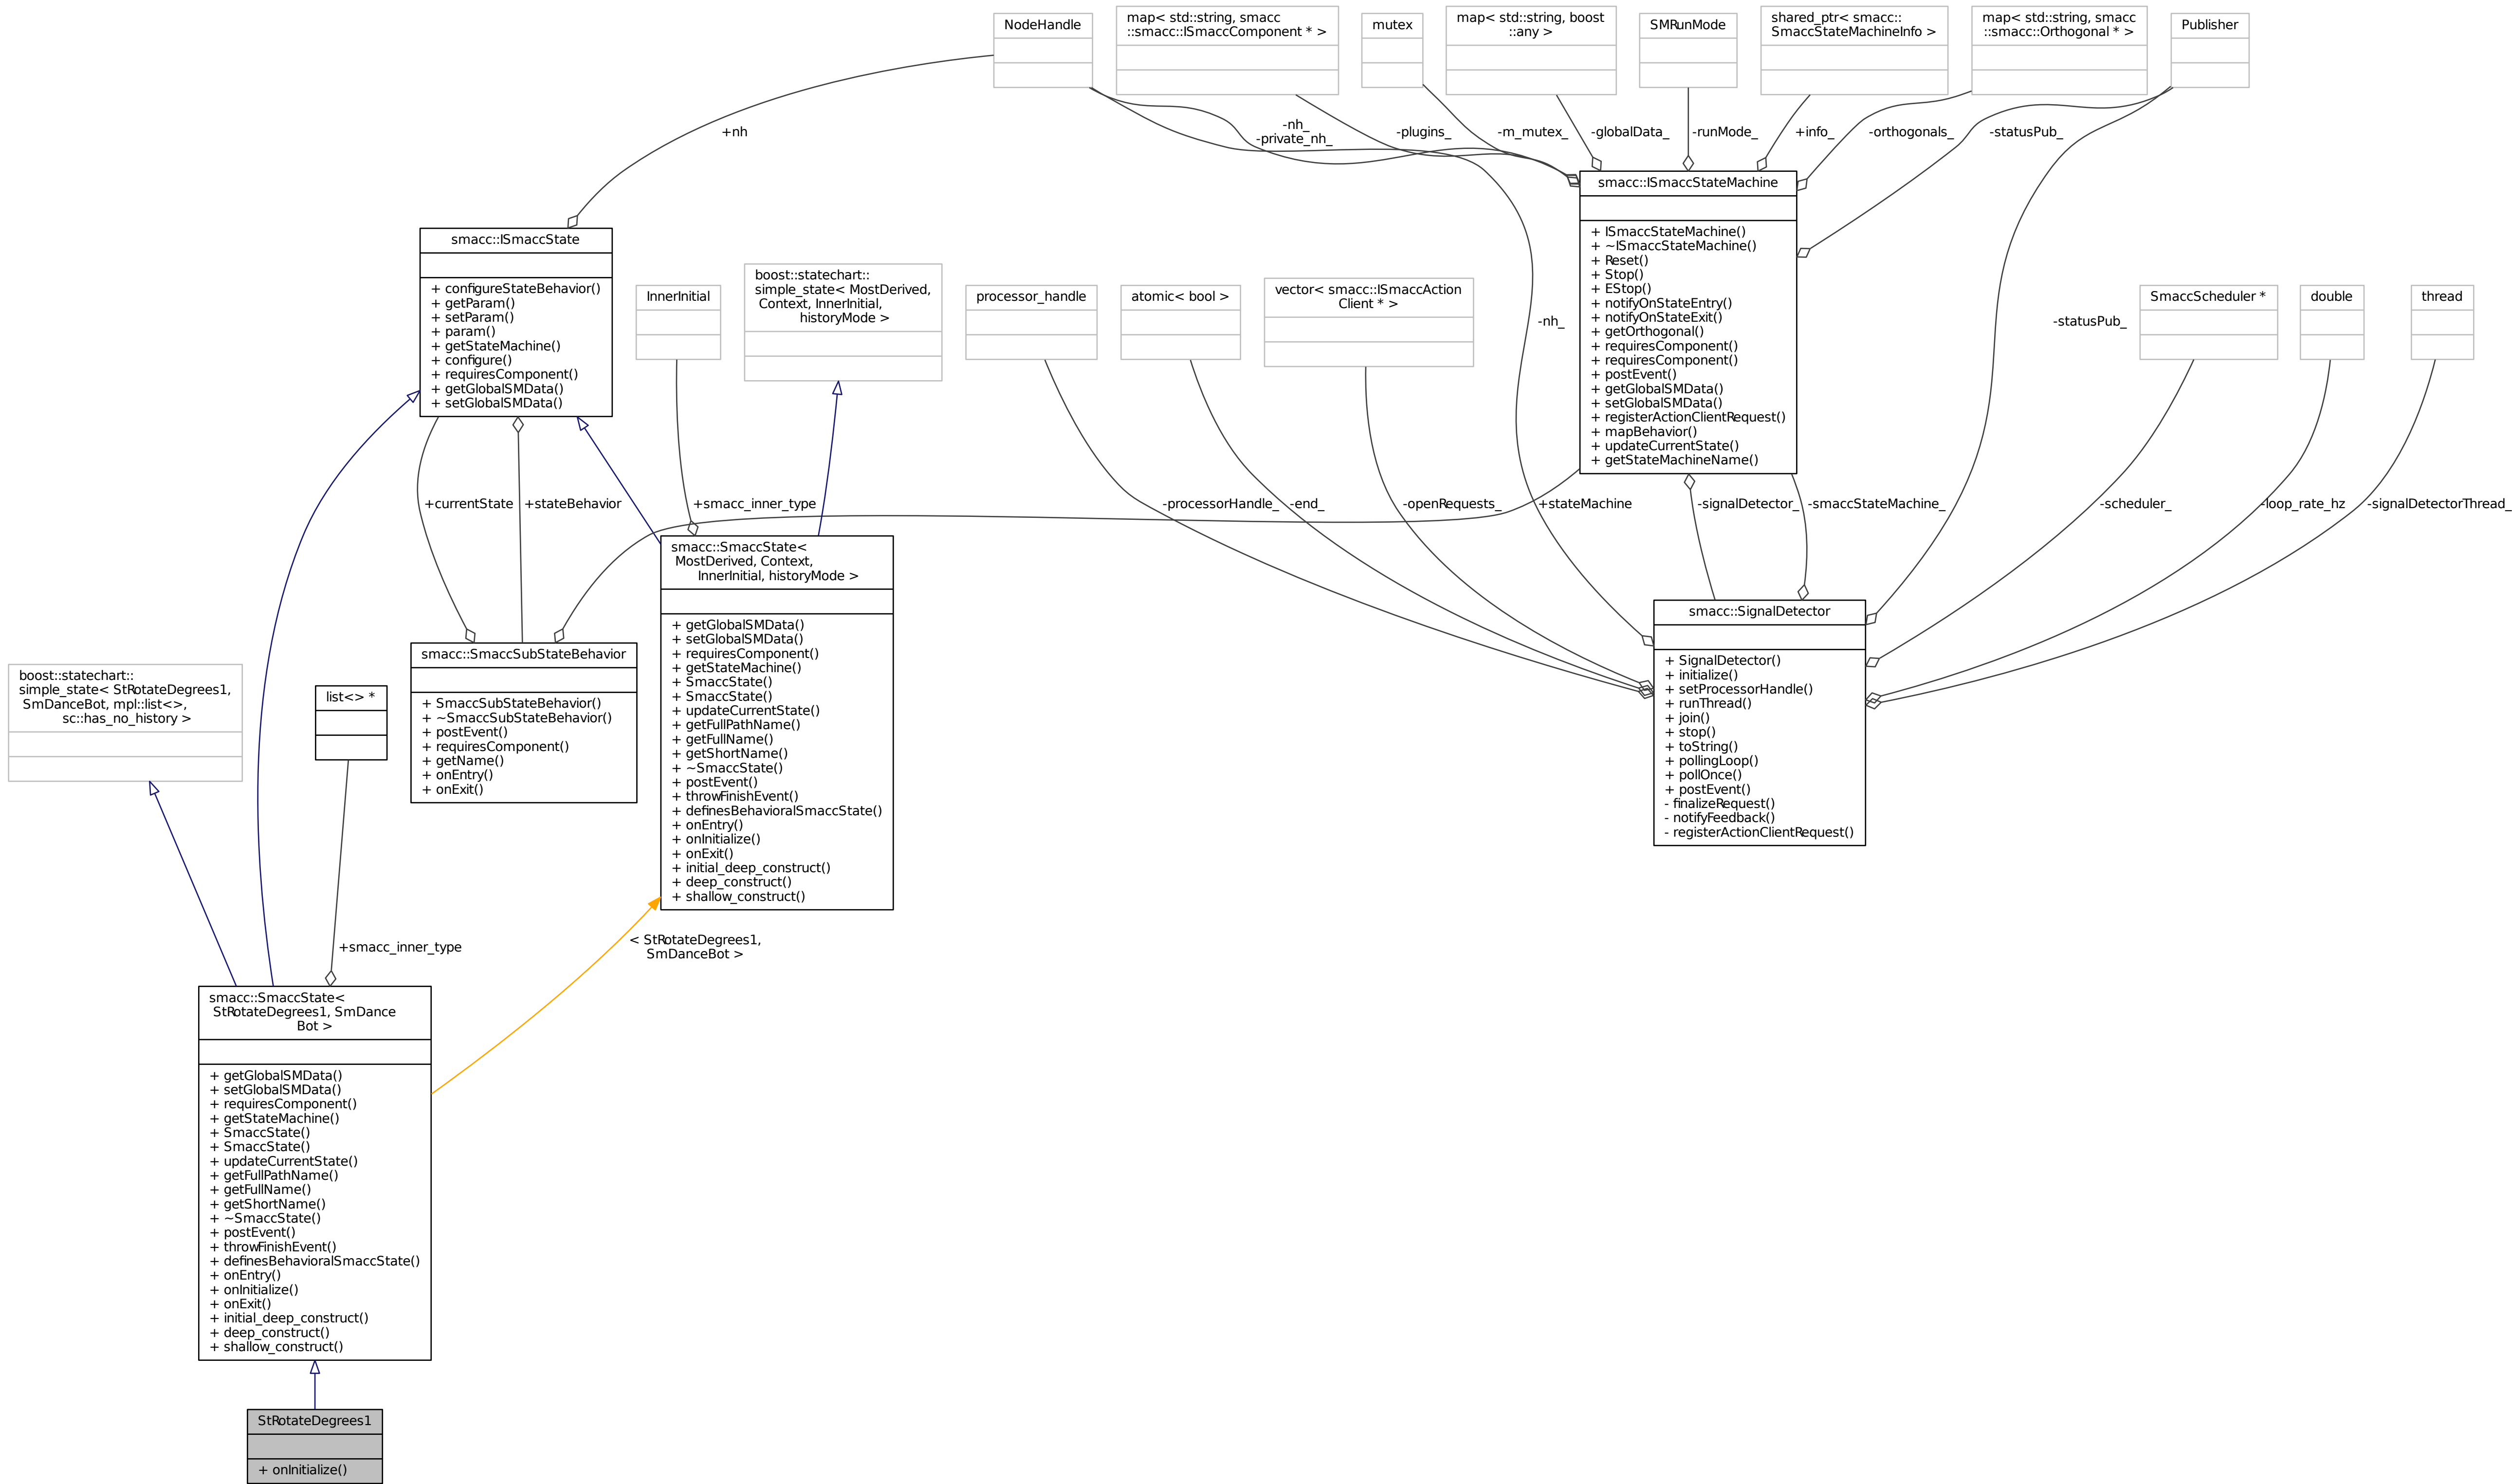 NodeHandle
map< std::string, smacc
::smacc::ISmaccComponent * >
mutex
map< std::string, boost
::any >
SMRunMode
shared_ptr< smacc::
SmaccStateMachineInfo >
map< std::string, smacc
::smacc::Orthogonal * >
Publisher
+nh
-nh_
-private_nh_
-plugins_
-m_mutex_
-globalData_
-runMode_
+info_
-orthogonals_
-statusPub_
smacc::ISmaccStateMachine
+ ISmaccStateMachine()
+ ~ISmaccStateMachine()
+ Reset()
+ Stop()
+ EStop()
+ notifyOnStateEntry()
+ notifyOnStateExit()
+ getOrthogonal()
+ requiresComponent()
+ requiresComponent()
+ postEvent()
+ getGlobalSMData()
+ setGlobalSMData()
+ registerActionClientRequest()
+ mapBehavior()
+ updateCurrentState()
+ getStateMachineName()
smacc::ISmaccState
+ configureStateBehavior()
+ getParam()
+ setParam()
+ param()
+ getStateMachine()
+ configure()
+ requiresComponent()
+ getGlobalSMData()
+ setGlobalSMData()
InnerInitial
boost::statechart::
simple_state< MostDerived,
Context, InnerInitial,
historyMode >
processor_handle
atomic< bool >
vector< smacc::ISmaccAction
Client * >
-nh_
-statusPub_
SmaccScheduler *
double
thread
+currentState
+stateBehavior
+smacc_inner_type
-processorHandle_
-end_
-openRequests_
+stateMachine
-signalDetector_
-smaccStateMachine_
-scheduler_
-loop_rate_hz
-signalDetectorThread_
smacc::SmaccState<
MostDerived, Context,
InnerInitial, historyMode >
+ getGlobalSMData()
+ setGlobalSMData()
+ requiresComponent()
+ getStateMachine()
+ SmaccState()
+ SmaccState()
+ updateCurrentState()
+ getFullPathName()
+ getFullName()
+ getShortName()
+ ~SmaccState()
+ postEvent()
+ throwFinishEvent()
+ definesBehavioralSmaccState()
+ onEntry()
+ onInitialize()
+ onExit()
+ initial_deep_construct()
+ deep_construct()
+ shallow_construct()
smacc::SignalDetector
+ SignalDetector()
+ initialize()
+ setProcessorHandle()
+ runThread()
+ join()
+ stop()
+ toString()
+ pollingLoop()
+ pollOnce()
+ postEvent()
- finalizeRequest()
- notifyFeedback()
- registerActionClientRequest()
smacc::SmaccSubStateBehavior
+ SmaccSubStateBehavior()
+ ~SmaccSubStateBehavior()
+ postEvent()
+ requiresComponent()
+ getName()
+ onEntry()
+ onExit()
boost::statechart::
simple_state< StRotateDegrees1,
SmDanceBot, mpl::list<>,
sc::has_no_history >
list<> *
+smacc_inner_type
< StRotateDegrees1,
SmDanceBot >
smacc::SmaccState<
StRotateDegrees1, SmDance
Bot >
+ getGlobalSMData()
+ setGlobalSMData()
+ requiresComponent()
+ getStateMachine()
+ SmaccState()
+ SmaccState()
+ updateCurrentState()
+ getFullPathName()
+ getFullName()
+ getShortName()
+ ~SmaccState()
+ postEvent()
+ throwFinishEvent()
+ definesBehavioralSmaccState()
+ onEntry()
+ onInitialize()
+ onExit()
+ initial_deep_construct()
+ deep_construct()
+ shallow_construct()
StRotateDegrees1
+ onInitialize()